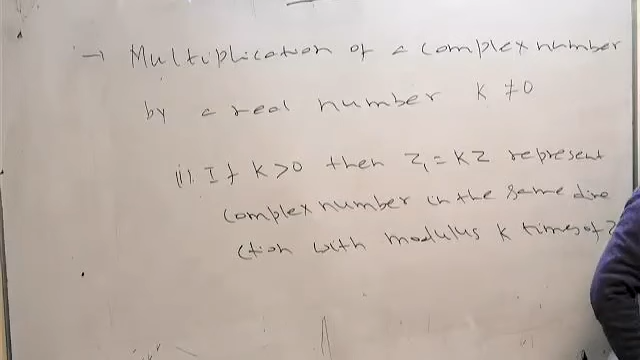 → Multiplication of a complex number
by a real number K ≠ 0
(i). If K > 0 then z₁ = KZ represent
complex number in the same dire
ction with modulus K times of Z